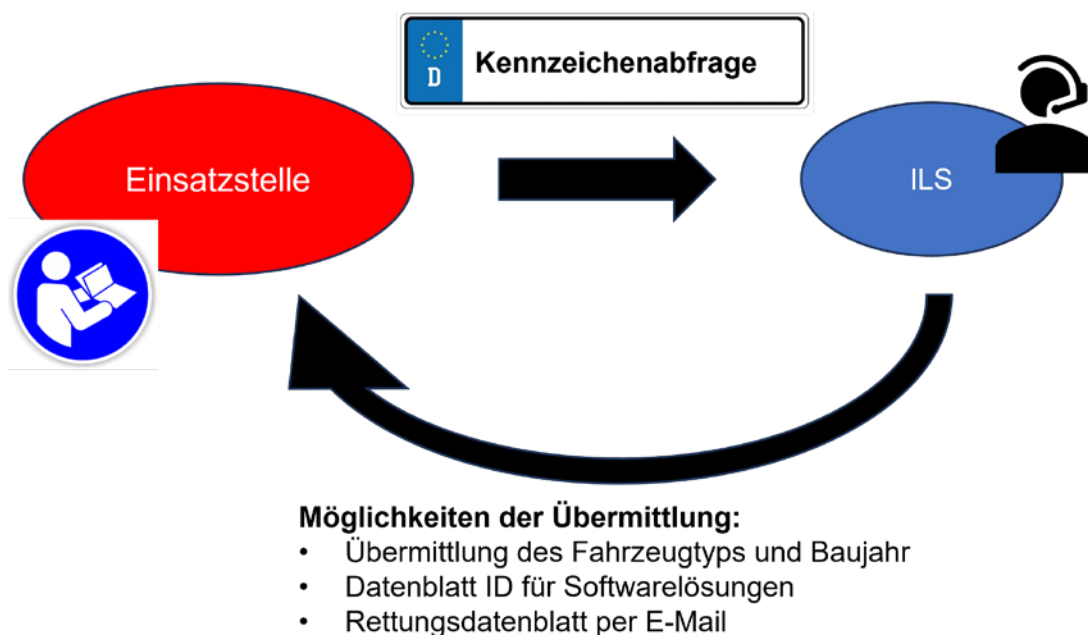 D
Kennzeichenabfrage
Einsatzstelle
ILS
Möglichkeiten der Übermittlung:
• Übermittlung des Fahrzeugtyps und Baujahr
• Datenblatt ID für Softwarelösungen
• Rettungsdatenblatt per E-Mail